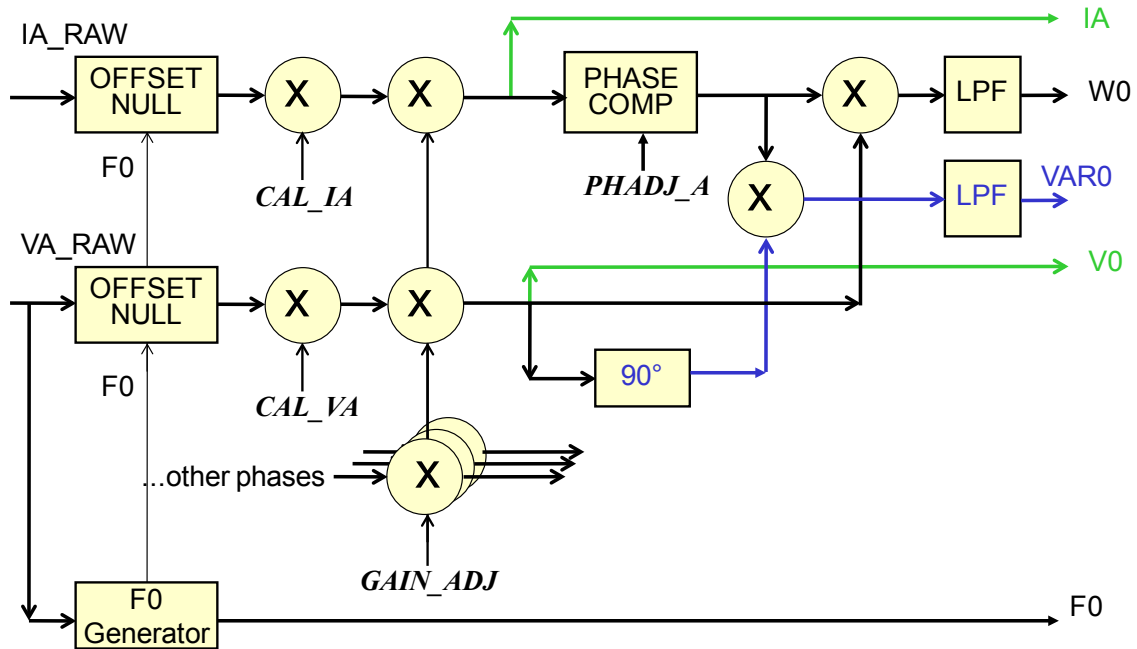 IA
IA_RAW
OFFSET
NULL
X
X
PHASE
COMP
X
LPF
W0
F0
CAL_IA
PHADJ_A
X
LPF
VAR0
VA_RAW
OFFSET
NULL
X
X
V0
F0
CAL_VA
90°
...other phases
X
GAIN_ADJ
F0
Generator
F0